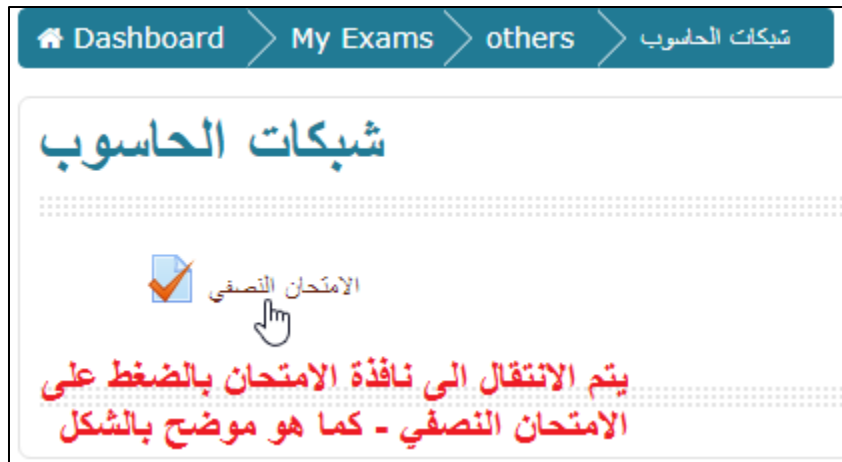 Dashboard My Exams others شبكات الحاسوب
شبكات الحاسوب
الامتحان النصفي
يتم الانتقال الى نافذة الامتحان بالضغط على
الامتحان النصفي - كما هو موضح بالشكل